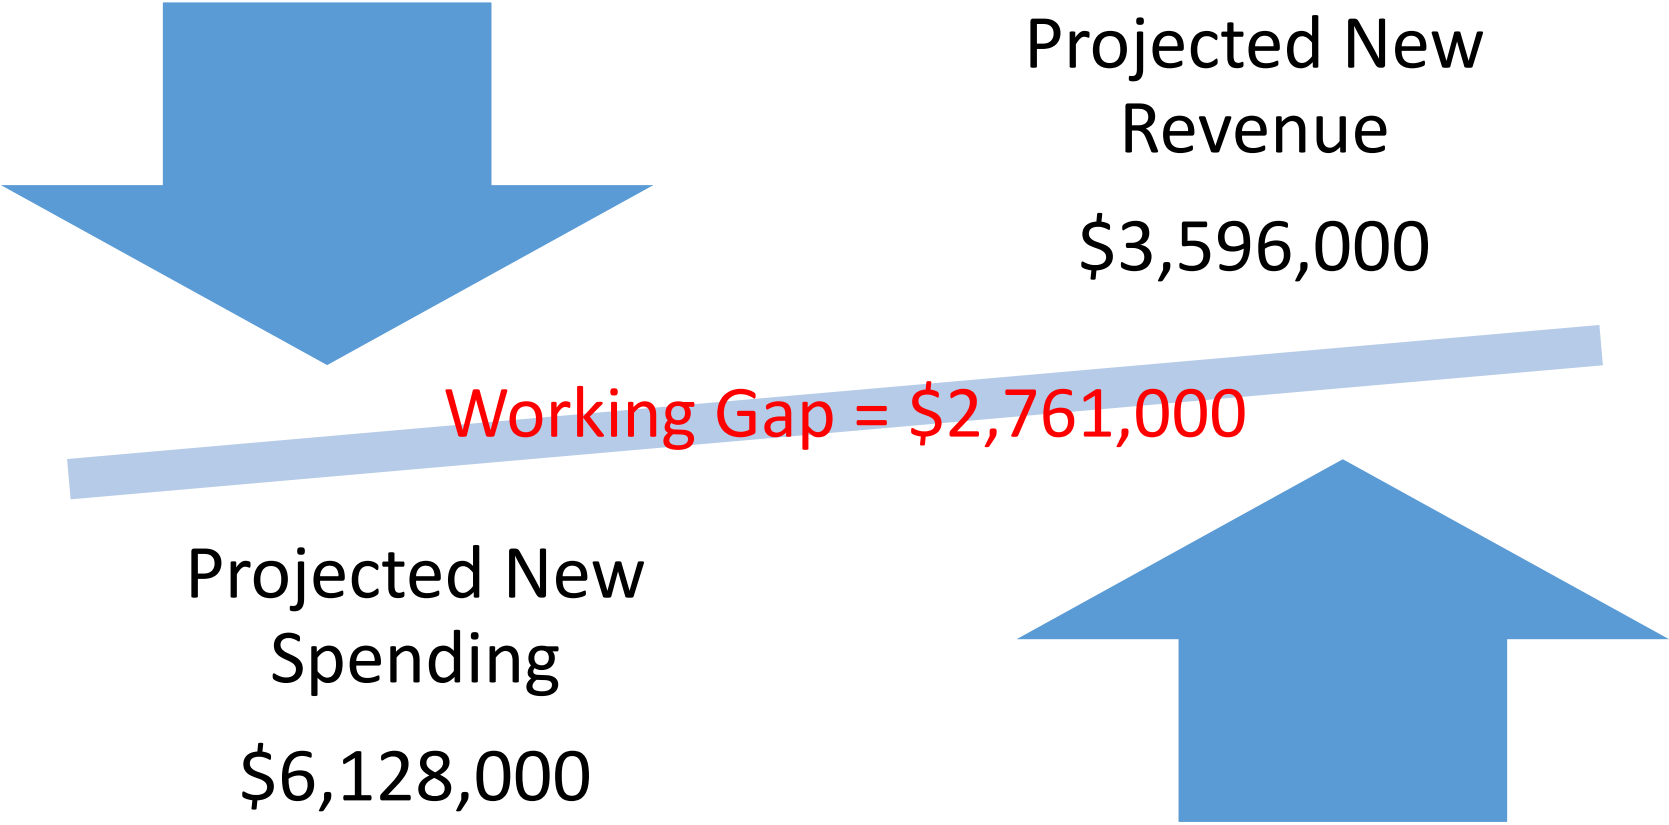 Projected New
Revenue
$3,596,000
Working Gap = $2,761,000
Projected New
Spending
$6,128,000